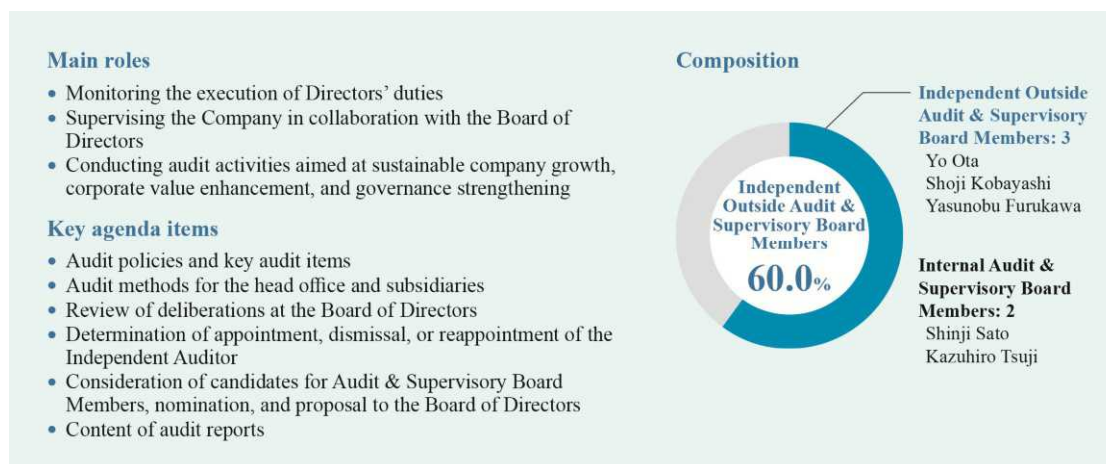 Main roles
• Monitoring the execution of Directors’ duties
• Supervising the Company in collaboration with the Board of
Directors
• Conducting audit activities aimed at sustainable company growth,
corporate value enhancement, and governance strengthening
Key agenda items
• Audit policies and key audit items
• Audit methods for the head office and subsidiaries
• Review of deliberations at the Board of Directors
• Determination of appointment, dismissal, or reappointment of the
Independent Auditor
• Consideration of candidates for Audit & Supervisory Board
Members, nomination, and proposal to the Board of Directors
• Content of audit reports
Composition
Independent
Outside Audit &
Supervisory Board
Members
60.0%
Independent Outside
Audit & Supervisory
Board Members: 3
Yo Ota
Shoji Kobayashi
Yasunobu Furukawa
Internal Audit &
Supervisory Board
Members: 2
Shinji Sato
Kazuhiro Tsuji